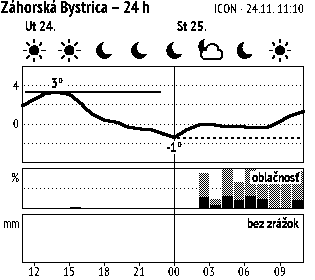 Záhorská Bystrica – 24 h
ICON - 24.11. 11:10
Ut 24.
St 25.
4
3°
0
-1°
%
oblačnosť
mm
bez zrážok
12 15 18 21 00 03 06 09